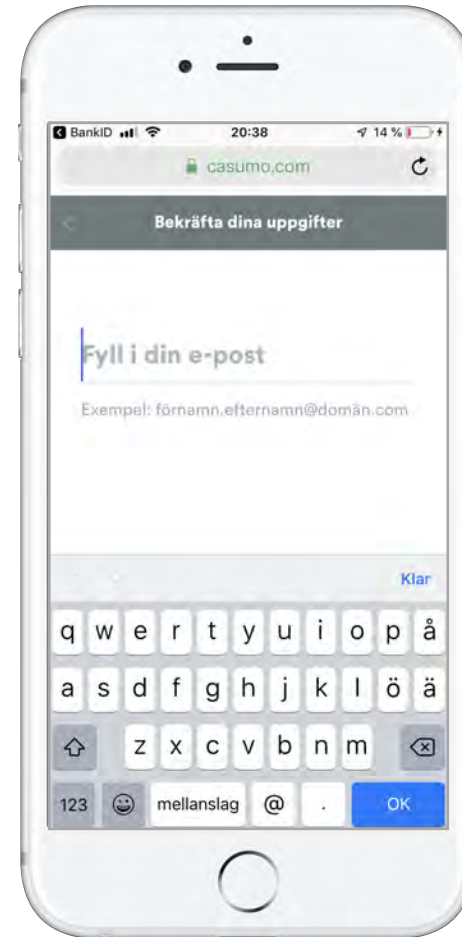 BankID 20:38 14 %
casumo.com
Bekräfta dina uppgifter
Fyll i din e-post
Exempel: förnamn.efternamn@domän.com
Klar
q w e r t y u i o p å
a s d f g h j k l ö ä
z x c v b n m
123 mellanslag @ . OK